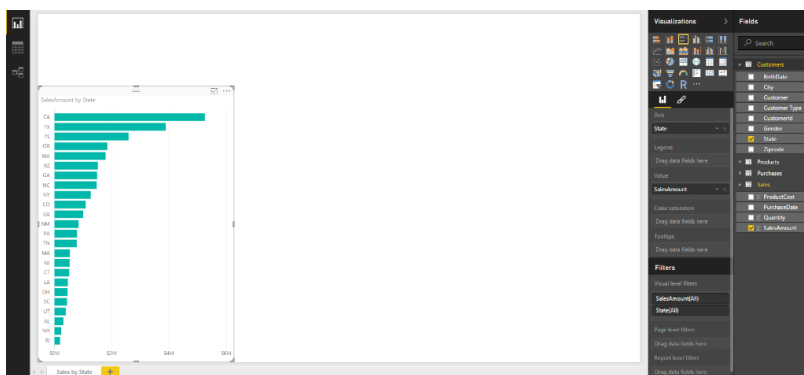 Visualizations
Fields
Search
Customers
BirthDate
City
Customer
Customer Type
CustomerId
Gender
State
Zipcode
Products
Purchases
Sales
ProductCost
PurchaseDate
Quantity
SalesAmount
Axis
State
Legend
Drag data fields here
Value
SalesAmount
Color saturation
Drag data fields here
Tooltips
Drag data fields here
Filters
Visual level filters
SalesAmount(All)
State(All)
Page level filters
Drag data fields here
Report level filters
Drag data fields here
SalesAmount by State
CA
TX
FL
OR
WA
AZ
GA
NC
NY
CO
VA
NM
PA
TN
MA
CT
OH
SC
UT
NH
RI
$0M
$2M
$4M
$6M
Sales by State